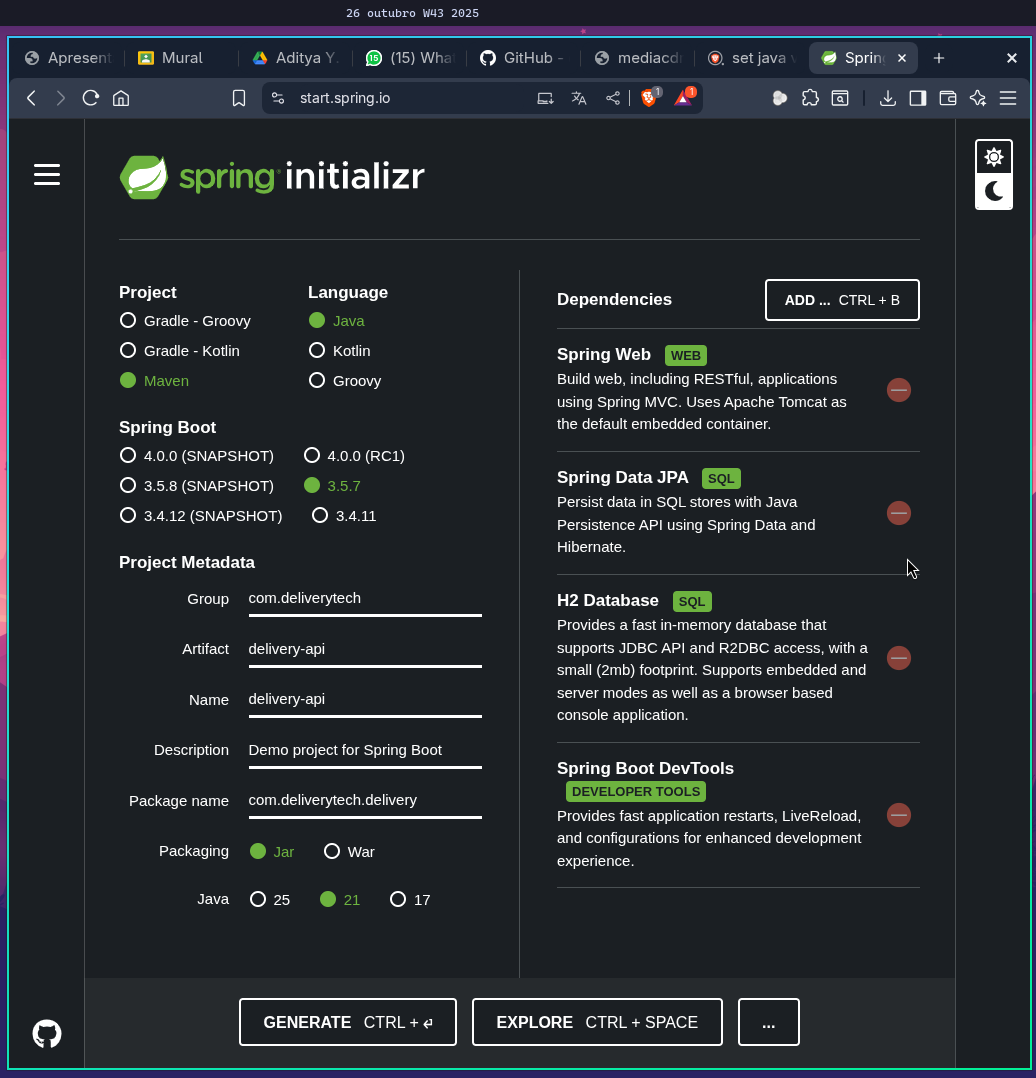 26 outubro W43 2025
Apresent
Mural
Aditya Y.
15
(15) Wha
GitHub -
mediacd
set java v
Spring
start.spring.io
1
1
spring initializr
Project
Gradle - Groovy
Gradle - Kotlin
Maven
Language
Java
Kotlin
Groovy
Spring Boot
4.0.0 (SNAPSHOT) 4.0.0 (RC1)
3.5.8 (SNAPSHOT) 3.5.7
3.4.12 (SNAPSHOT) 3.4.11
Project Metadata
Group com.deliverytech
Artifact delivery-api
Name delivery-api
Description Demo project for Spring Boot
Package name com.deliverytech.delivery
Packaging Jar War
Java 25 21 17
Dependencies ADD ... CTRL + B
Spring Web WEB
Build web, including RESTful, applications
using Spring MVC. Uses Apache Tomcat as
the default embedded container.
Spring Data JPA SQL
Persist data in SQL stores with Java
Persistence API using Spring Data and
Hibernate.
H2 Database SQL
Provides a fast in-memory database that
supports JDBC API and R2DBC access, with a
small (2mb) footprint. Supports embedded and
server modes as well as a browser based
console application.
Spring Boot DevTools
DEVELOPER TOOLS
Provides fast application restarts, LiveReload,
and configurations for enhanced development
experience.
GENERATE CTRL + ⏎ EXPLORE CTRL + SPACE ...